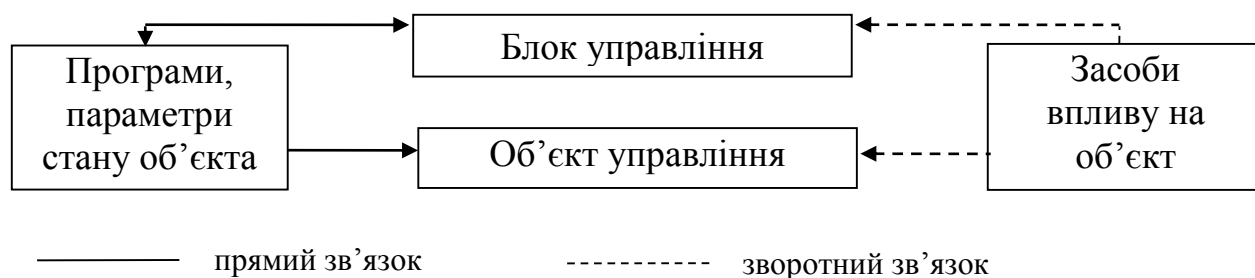 Блок управління
Програми,
параметри
стану об’єкта
Об’єкт управління
Засоби
впливу на
об’єкт
прямий зв’язок
зворотний зв’язок